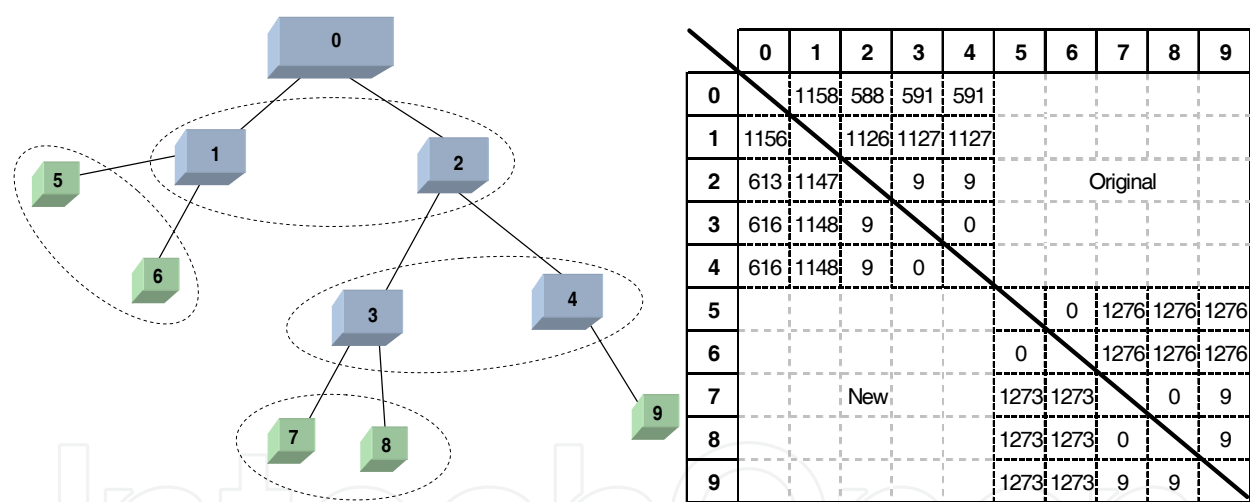 0
1
2
5
6
3
4
7
8
9
0 1 2 3 4 5 6 7 8 9
0 1158 588 591 591
1 1156 1126 1127 1127
2 613 1147 9 9 Original
3 616 1148 9 0
4 616 1148 9 0
5 0 1276 1276 1276
6 0 1276 1276 1276
7 New 1273 1273 0 9
8 1273 1273 0 9
9 1273 1273 9 9